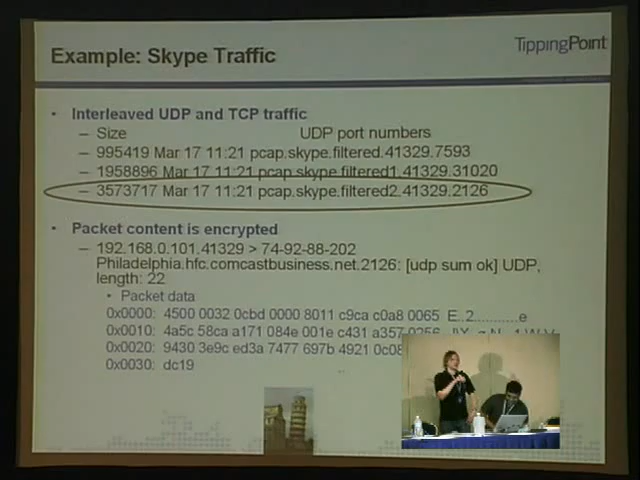 TippingPoint
Example: Skype Traffic
• Interleaved UDP and TCP traffic
– Size UDP port numbers
– 995419 Mar 17 11:21 pcap.skype.filtered.41329.7593
– 1958896 Mar 17 11:21 pcap.skype.filtered1.41329.31020
– 3573717 Mar 17 11:21 pcap.skype.filtered2.41329.2126
• Packet content is encrypted
– 192.168.0.101.41329 > 74-92-88-202
Philadelphia.hfc.comcastbusiness.net.2126: [udp sum ok] UDP,
length: 22
• Packet data
0x0000: 4500 0032 0cbd 0000 8011 c9ca c0a8 0065 E..2..........e
0x0010: 4a5c 58ca a171 084e 001e c431 a357
0x0020: 9430 3e9c ed3a 7477 697b 4921 0c08
0x0030: dc19